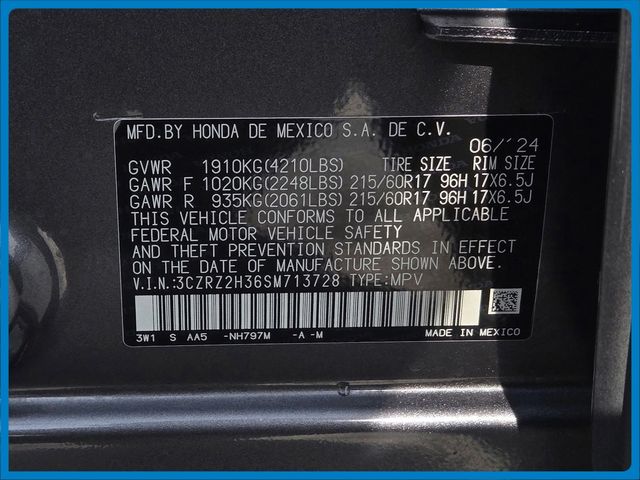 MFD.BY HONDA DE MEXICO S.A. DE C.V.
06/'24
GVWR 1910KG(4210LBS) TIRE SIZE RIM SIZE
GAWR F 1020KG(2248LBS) 215/60R17 96H 17X6.5J
GAWR R 935KG(2061LBS) 215/60R17 96H 17X6.5J
THIS VEHICLE CONFORMS TO ALL APPLICABLE
FEDERAL MOTOR VEHICLE SAFETY
AND THEFT PREVENTION STANDARDS IN EFFECT
ON THE DATE OF MANUFACTURE SHOWN ABOVE.
V.I.N.:3CZRZ2H36SM713728 TYPE:MPV
3W1 S AA5 -NH797M -A -M MADE IN MEXICO